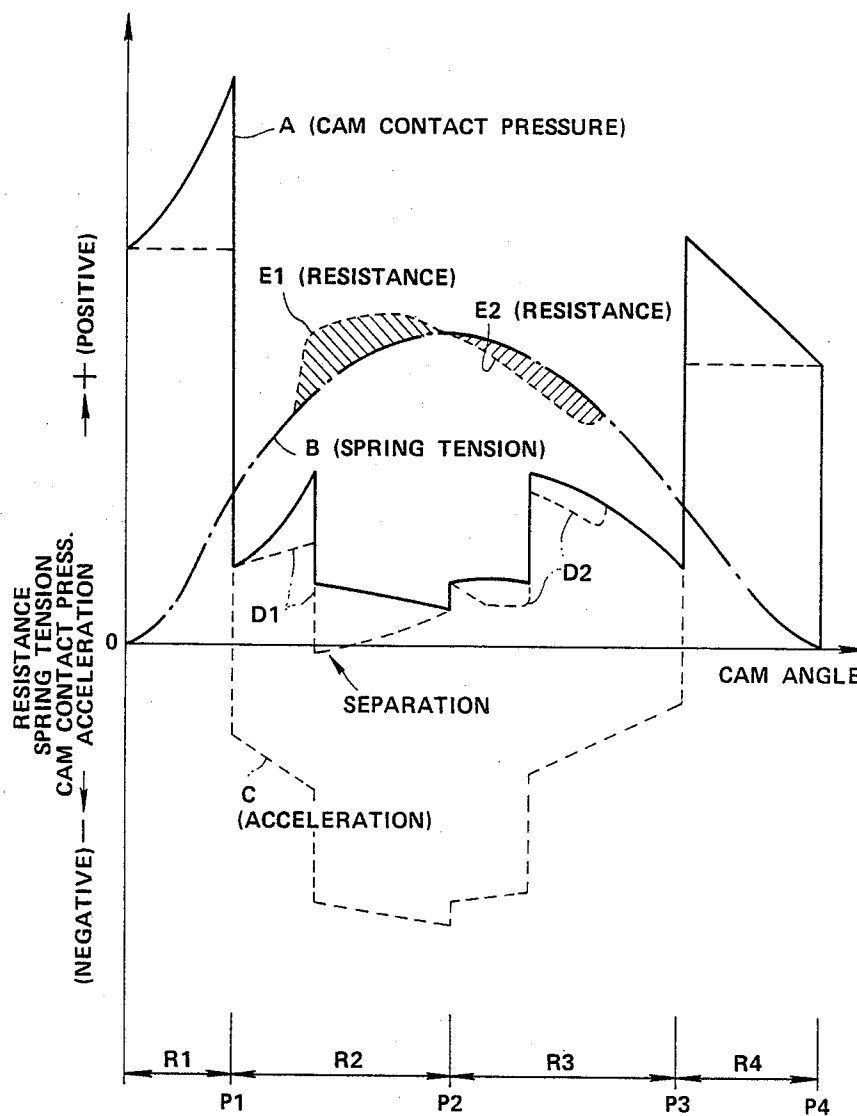 A (CAM CONTACT PRESSURE)
E1 (RESISTANCE)
E2 (RESISTANCE)
B (SPRING TENSION)
D1
D2
0
CAM ANGLE
SEPARATION
C
(ACCELERATION)
RESISTANCE
SPRING TENSION
CAM CONTACT PRESS.
ACCELERATION
(NEGATIVE) — + (POSITIVE)
R1
R2
R3
R4
P1
P2
P3
P4